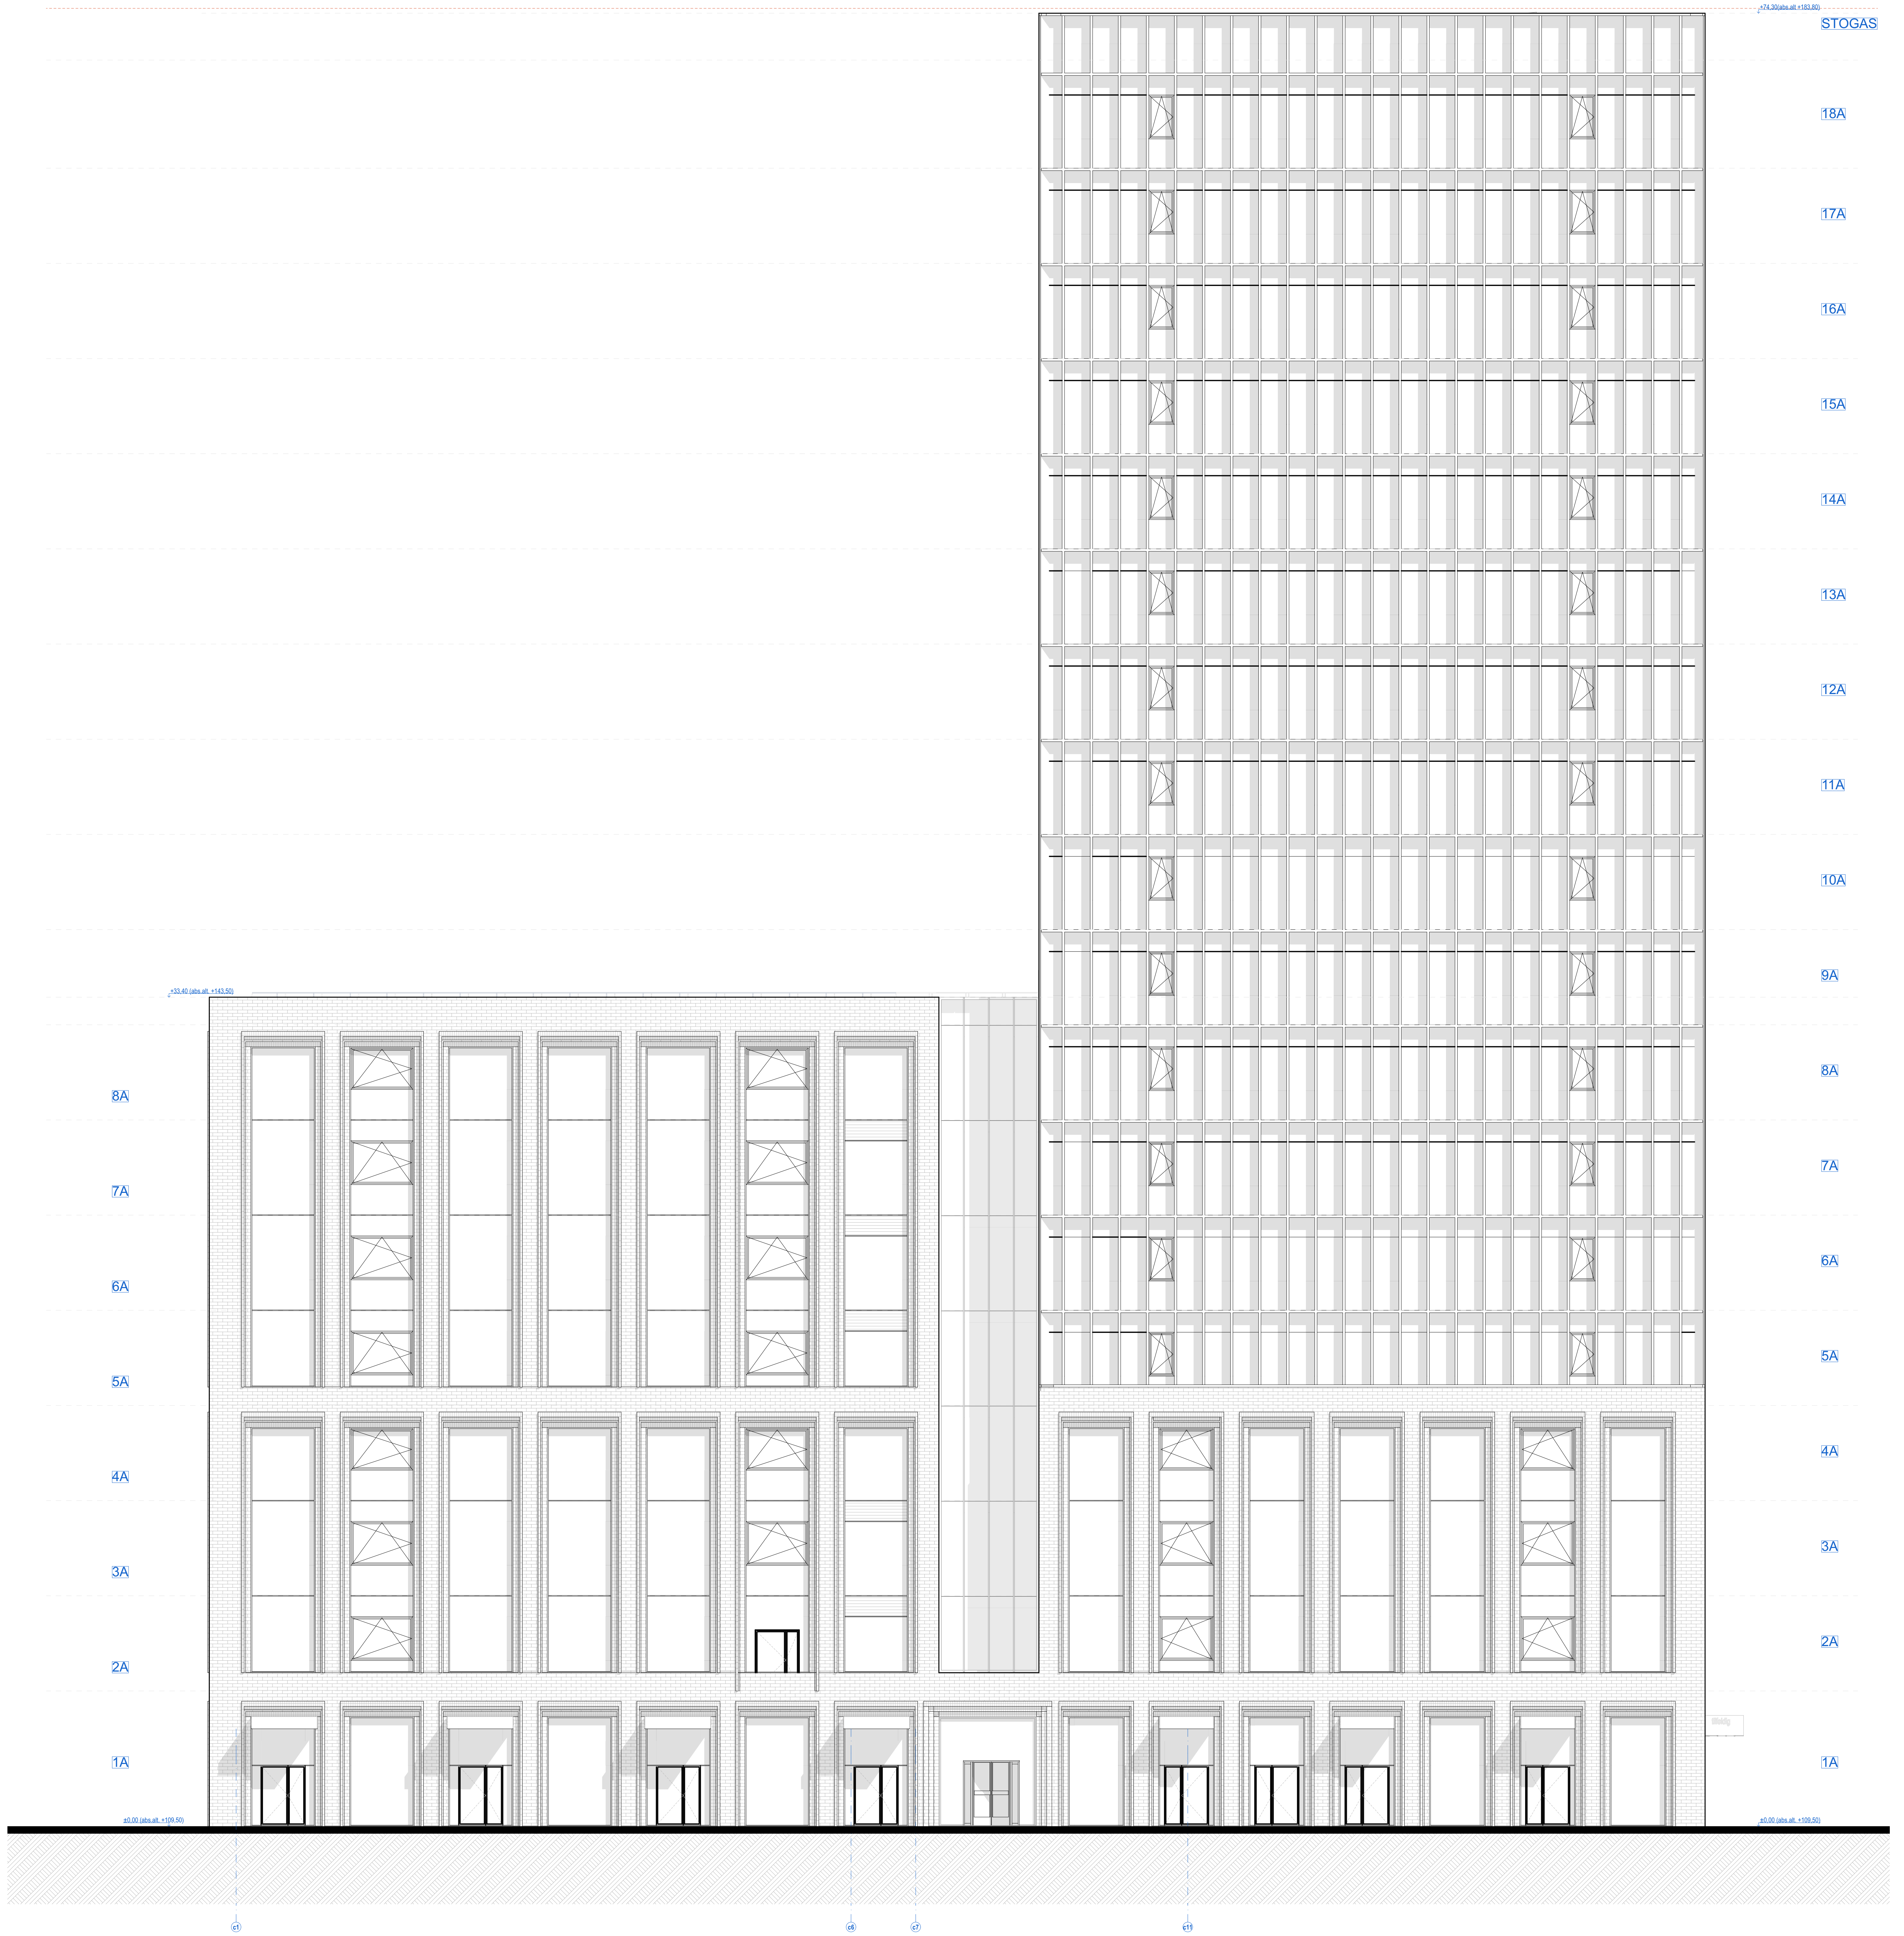 +74,30(abs.alt +183,80)
STOGAS
18A
17A
16A
15A
14A
13A
12A
11A
10A
9A
+33,40 (abs.alt. +143,50)
8A
8A
7A
7A
6A
6A
5A
5A
4A
4A
3A
3A
2A
2A
1A
1A
±0.00 (abs.alt. +109,50)
±0.00 (abs.alt. +109,50)
c1
c6
c7
c11